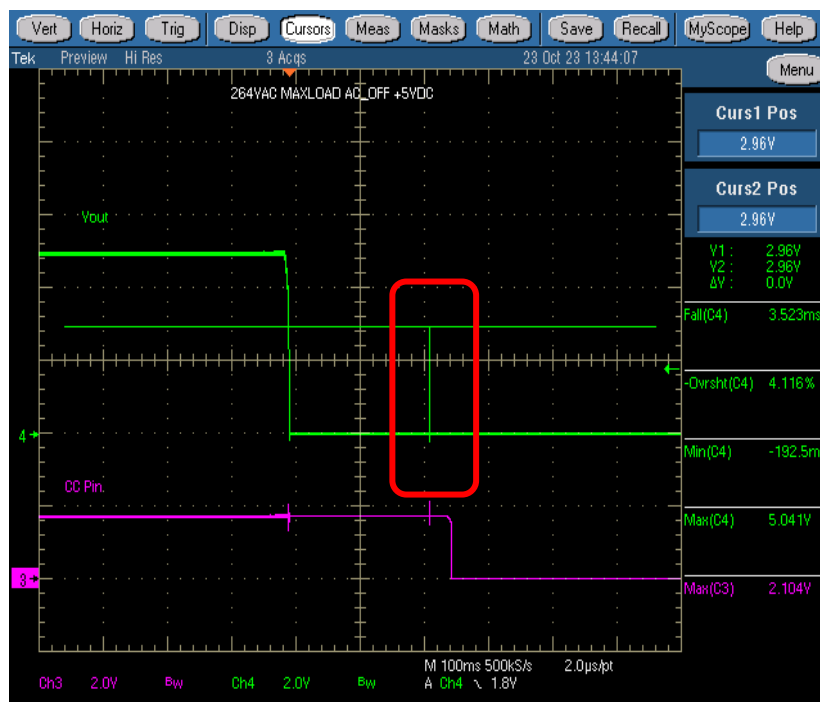 Vert Horiz Trig Disp Cursors Meas Masks Math Save Recall MyScope Help
Tek Preview Hi Res 3 Acqs 23 Oct 23 13:44:07
Menu
264VAC MAXLOAD AC_OFF +5VDC
Curs1 Pos
2.96V
Curs2 Pos
2.96V
Vout
V1 : 2.96V
V2 : 2.96V
ΔV : 0.0V
Fall(C4) 3.523ms
-Ovrsht(C4) 4.116%
4
Min(C4) -192.5m
CC Pin.
Max(C4) 5.041V
3
Max(C3) 2.104V
M 100ms 500kS/s 2.0µs/pt
Ch3 2.0V Bw Ch4 2.0V Bw A Ch4 \ 1.8V